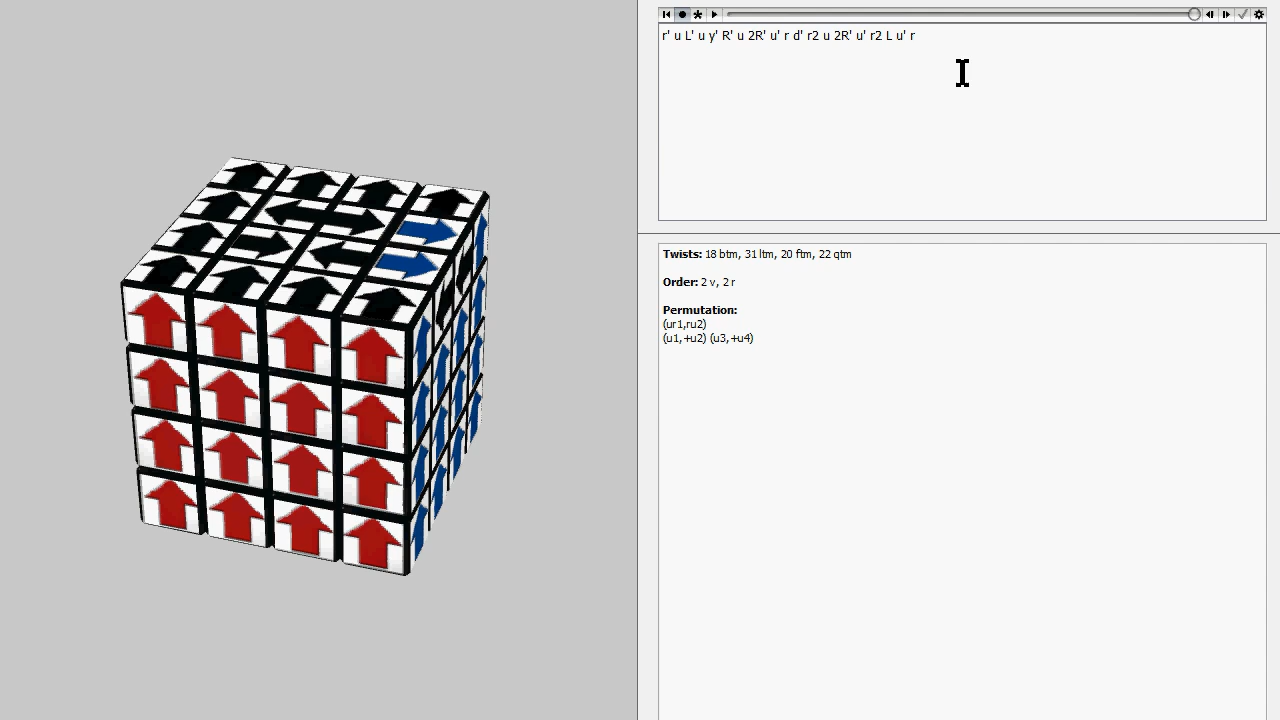 r' u L' u y' R' u 2R' u' r d' r2 u 2R' u' r2 L u' r
Twists: 18 btm, 31 ltm, 20 ftm, 22 qtm
Order: 2 v, 2 r
Permutation:
(ur1,ru2)
(u1,+u2) (u3,+u4)